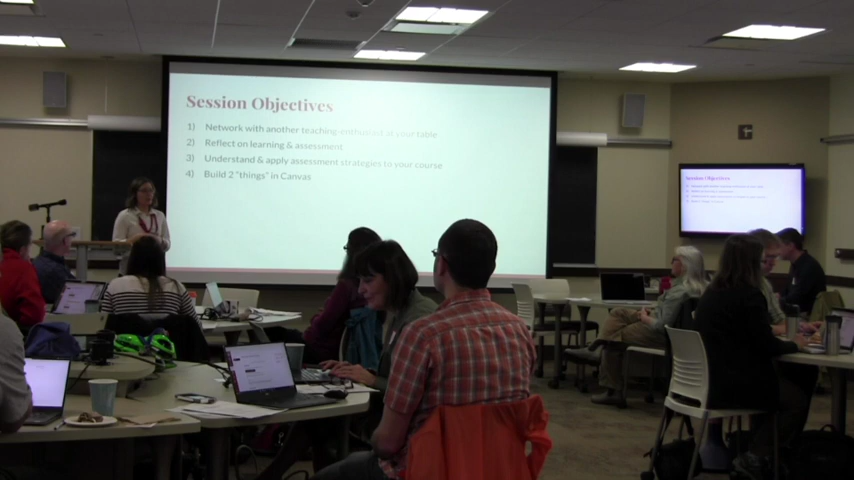 Session Objectives
1) Network with another teaching-enthusiast at your table
2) Reflect on learning & assessment
3) Understand & apply assessment strategies to your course
4) Build 2 "things" in Canvas
Session Objectives